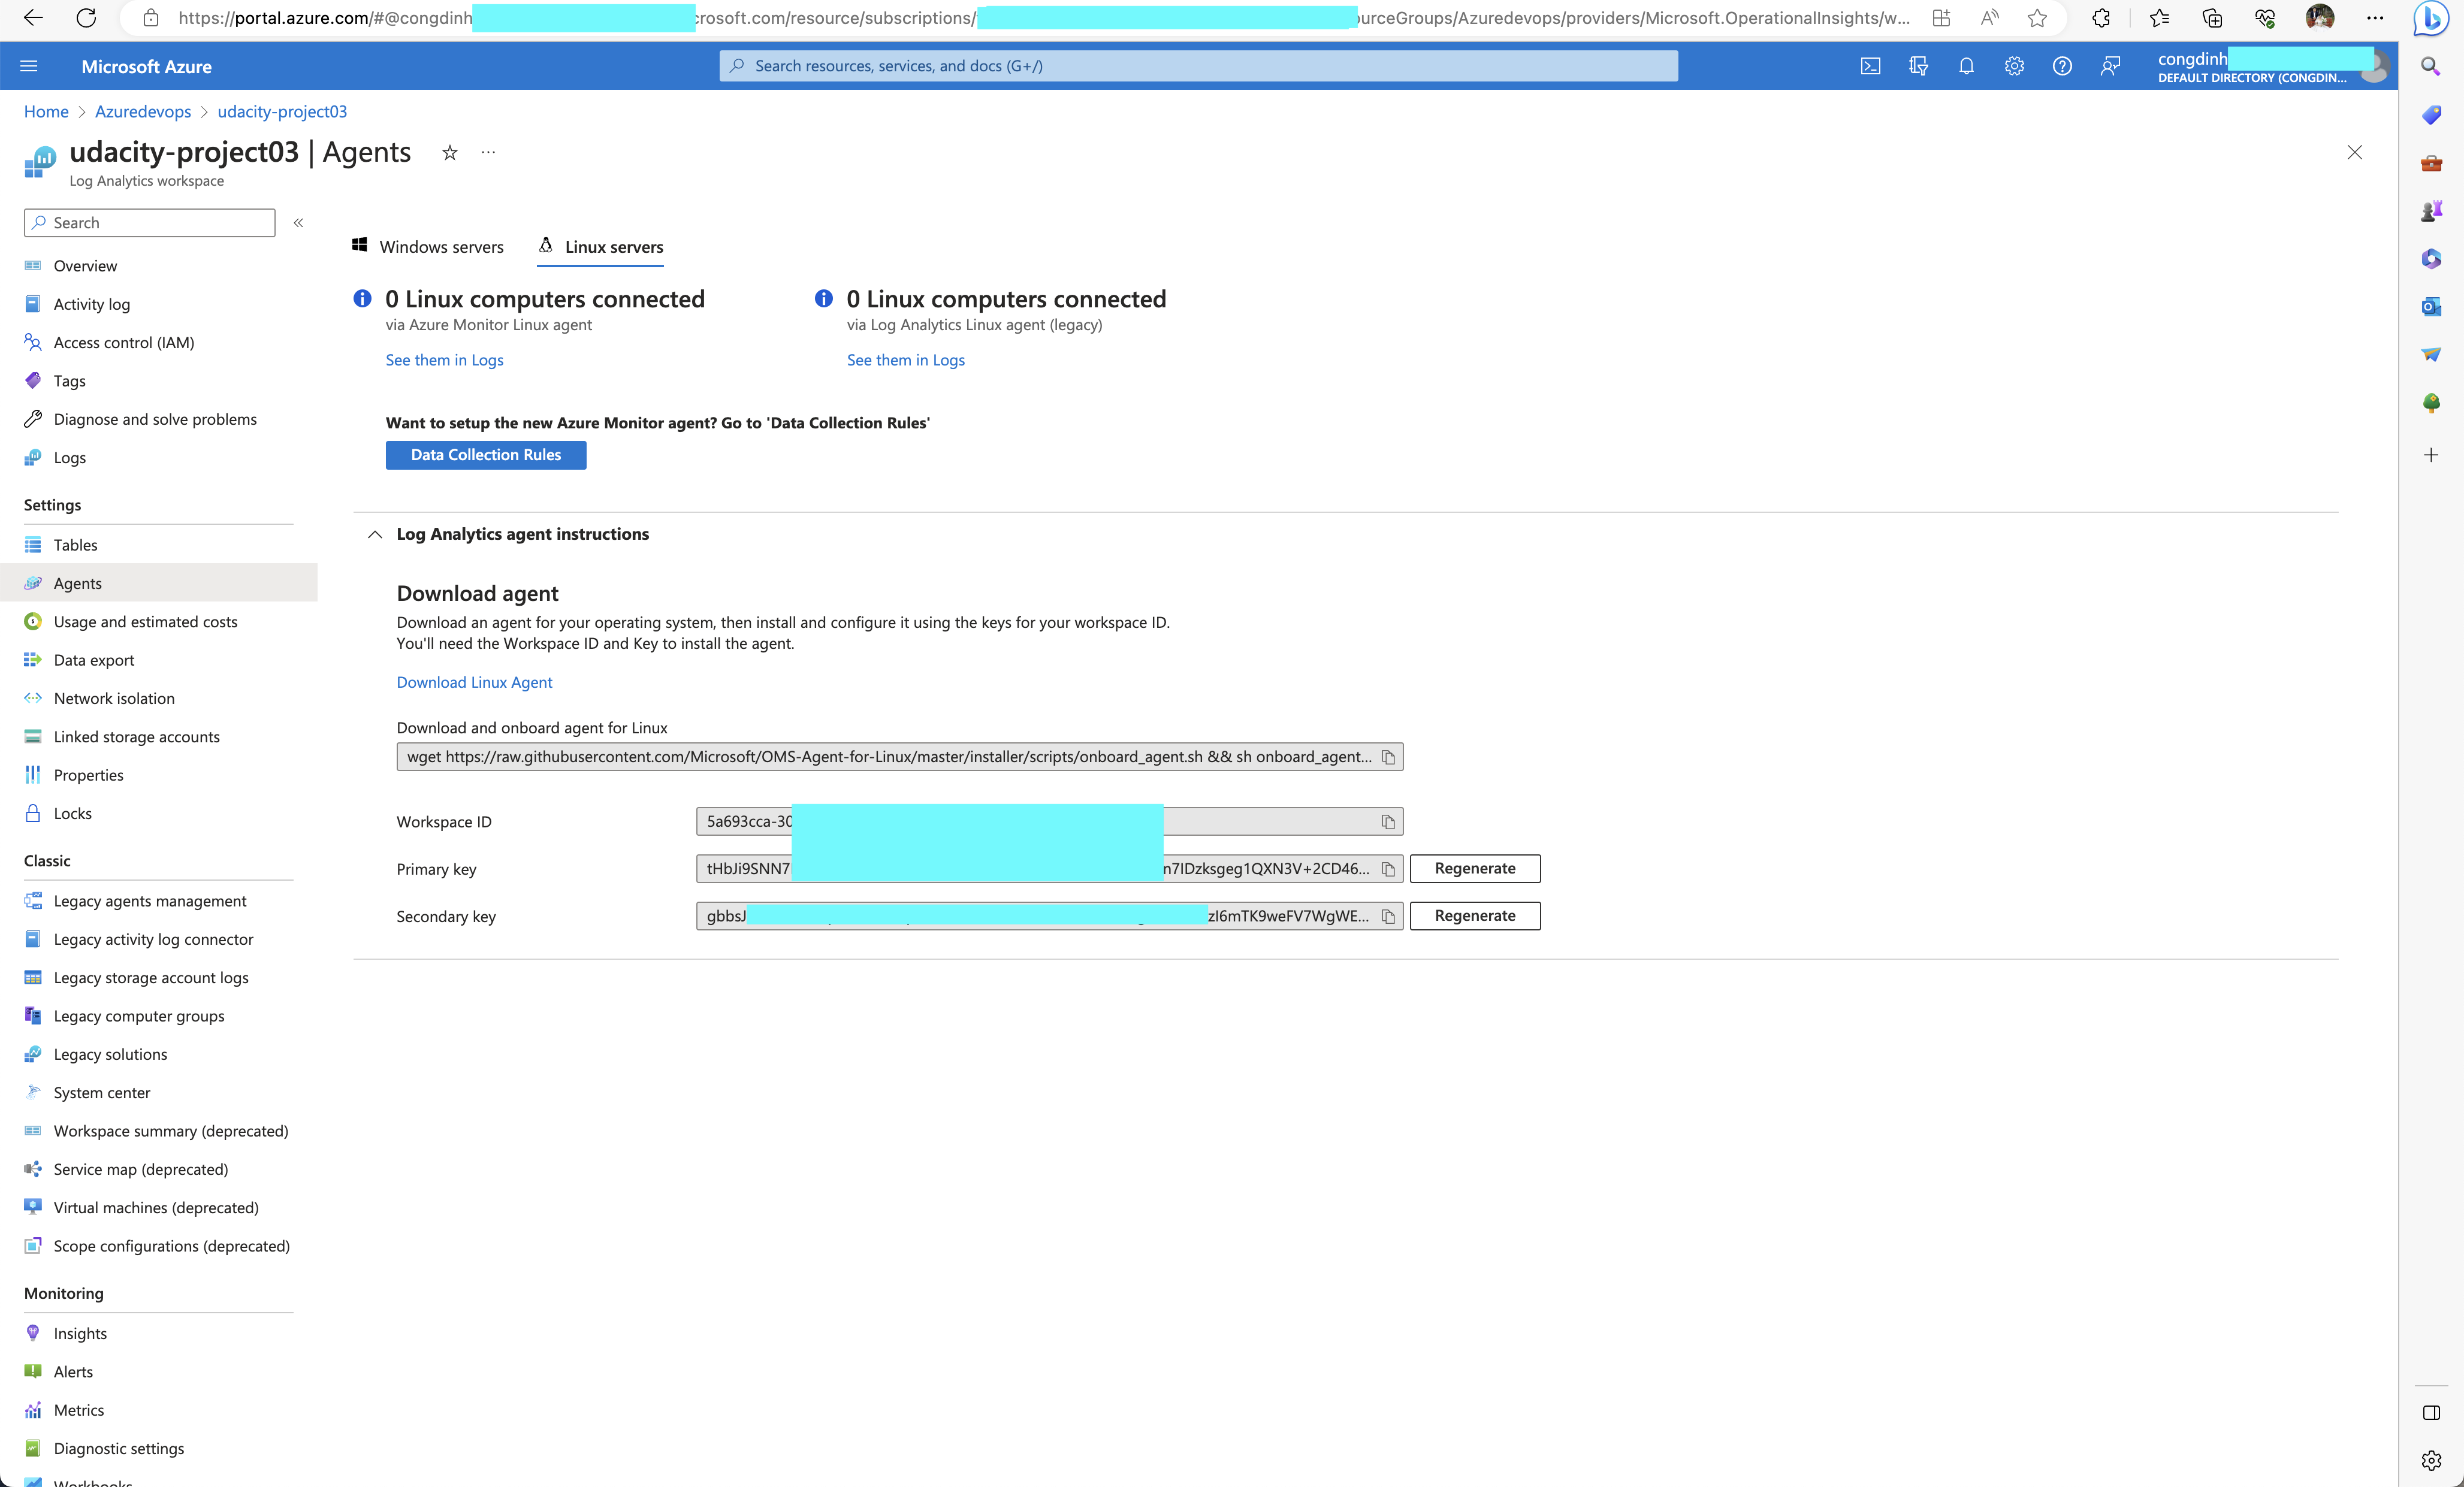 https://portal.azure.com/#@congdinh crosoft.com/resource/subscriptions/ ourceGroups/Azuredevops/providers/Microsoft.OperationalInsights/w...
Microsoft Azure
Search resources, services, and docs (G+/)
congdinh
DEFAULT DIRECTORY (CONGDIN...
Home > Azuredevops > udacity-project03
udacity-project03 | Agents
Log Analytics workspace
Search
Overview
Activity log
Access control (IAM)
Tags
Diagnose and solve problems
Logs
Settings
Tables
Agents
Usage and estimated costs
Data export
Network isolation
Linked storage accounts
Properties
Locks
Classic
Legacy agents management
Legacy activity log connector
Legacy storage account logs
Legacy computer groups
Legacy solutions
System center
Workspace summary (deprecated)
Service map (deprecated)
Virtual machines (deprecated)
Scope configurations (deprecated)
Monitoring
Insights
Alerts
Metrics
Diagnostic settings
Workbooks
Windows servers
Linux servers
0 Linux computers connected
via Azure Monitor Linux agent
See them in Logs
0 Linux computers connected
via Log Analytics Linux agent (legacy)
See them in Logs
Want to setup the new Azure Monitor agent? Go to 'Data Collection Rules'
Data Collection Rules
Log Analytics agent instructions
Download agent
Download an agent for your operating system, then install and configure it using the keys for your workspace ID.
You'll need the Workspace ID and Key to install the agent.
Download Linux Agent
Download and onboard agent for Linux
wget https://raw.githubusercontent.com/Microsoft/OMS-Agent-for-Linux/master/installer/scripts/onboard_agent.sh && sh onboard_agent...
Workspace ID
5a693cca-30
Primary key
tHbJi9SNN7 n7IDzksgeg1QXN3V+2CD46...
Regenerate
Secondary key
gbbsJ zI6mTK9weFV7WgWE...
Regenerate